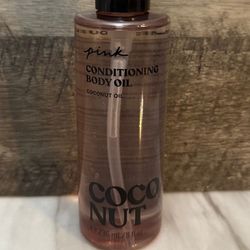 pink
CONDITIONING
BODY OIL
COCONUT OIL
COCO
NUT